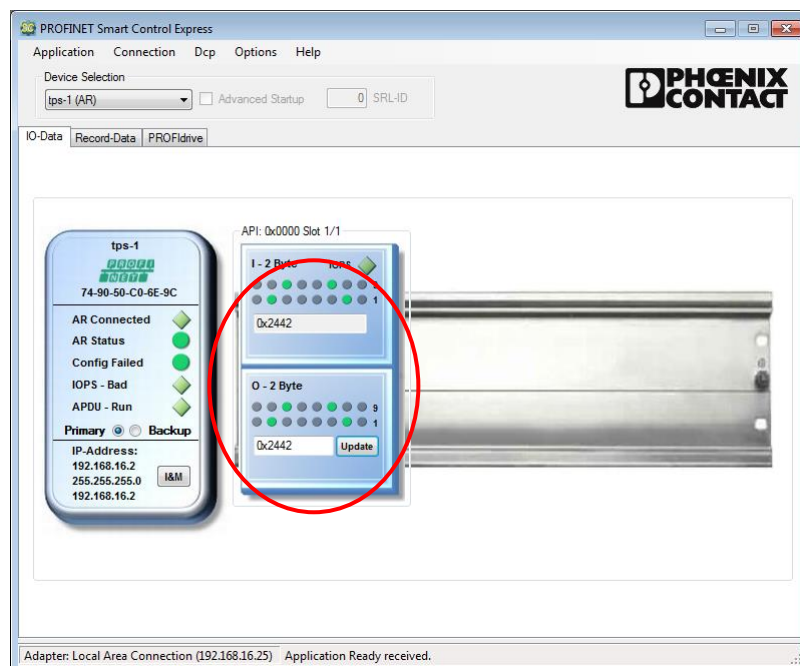 PROFINET Smart Control Express
Application Connection Dcp Options Help
Device Selection
tps-1 (AR)
Advanced Startup
0 SRL-ID
PHŒNIX
CONTACT
IO-Data Record-Data PROFIdrive
API: 0x0000 Slot 1/1
tps-1
PROFI
NET
74-90-50-C0-6E-9C
AR Connected
AR Status
Config Failed
IOPS - Bad
APDU - Run
Primary Backup
IP-Address:
192.168.16.2
255.255.255.0
192.168.16.2
I&M
I - 2 Byte IOPS
1
0x2442
O - 2 Byte
9
1
0x2442 Update
Adapter: Local Area Connection (192.168.16.25) Application Ready received.